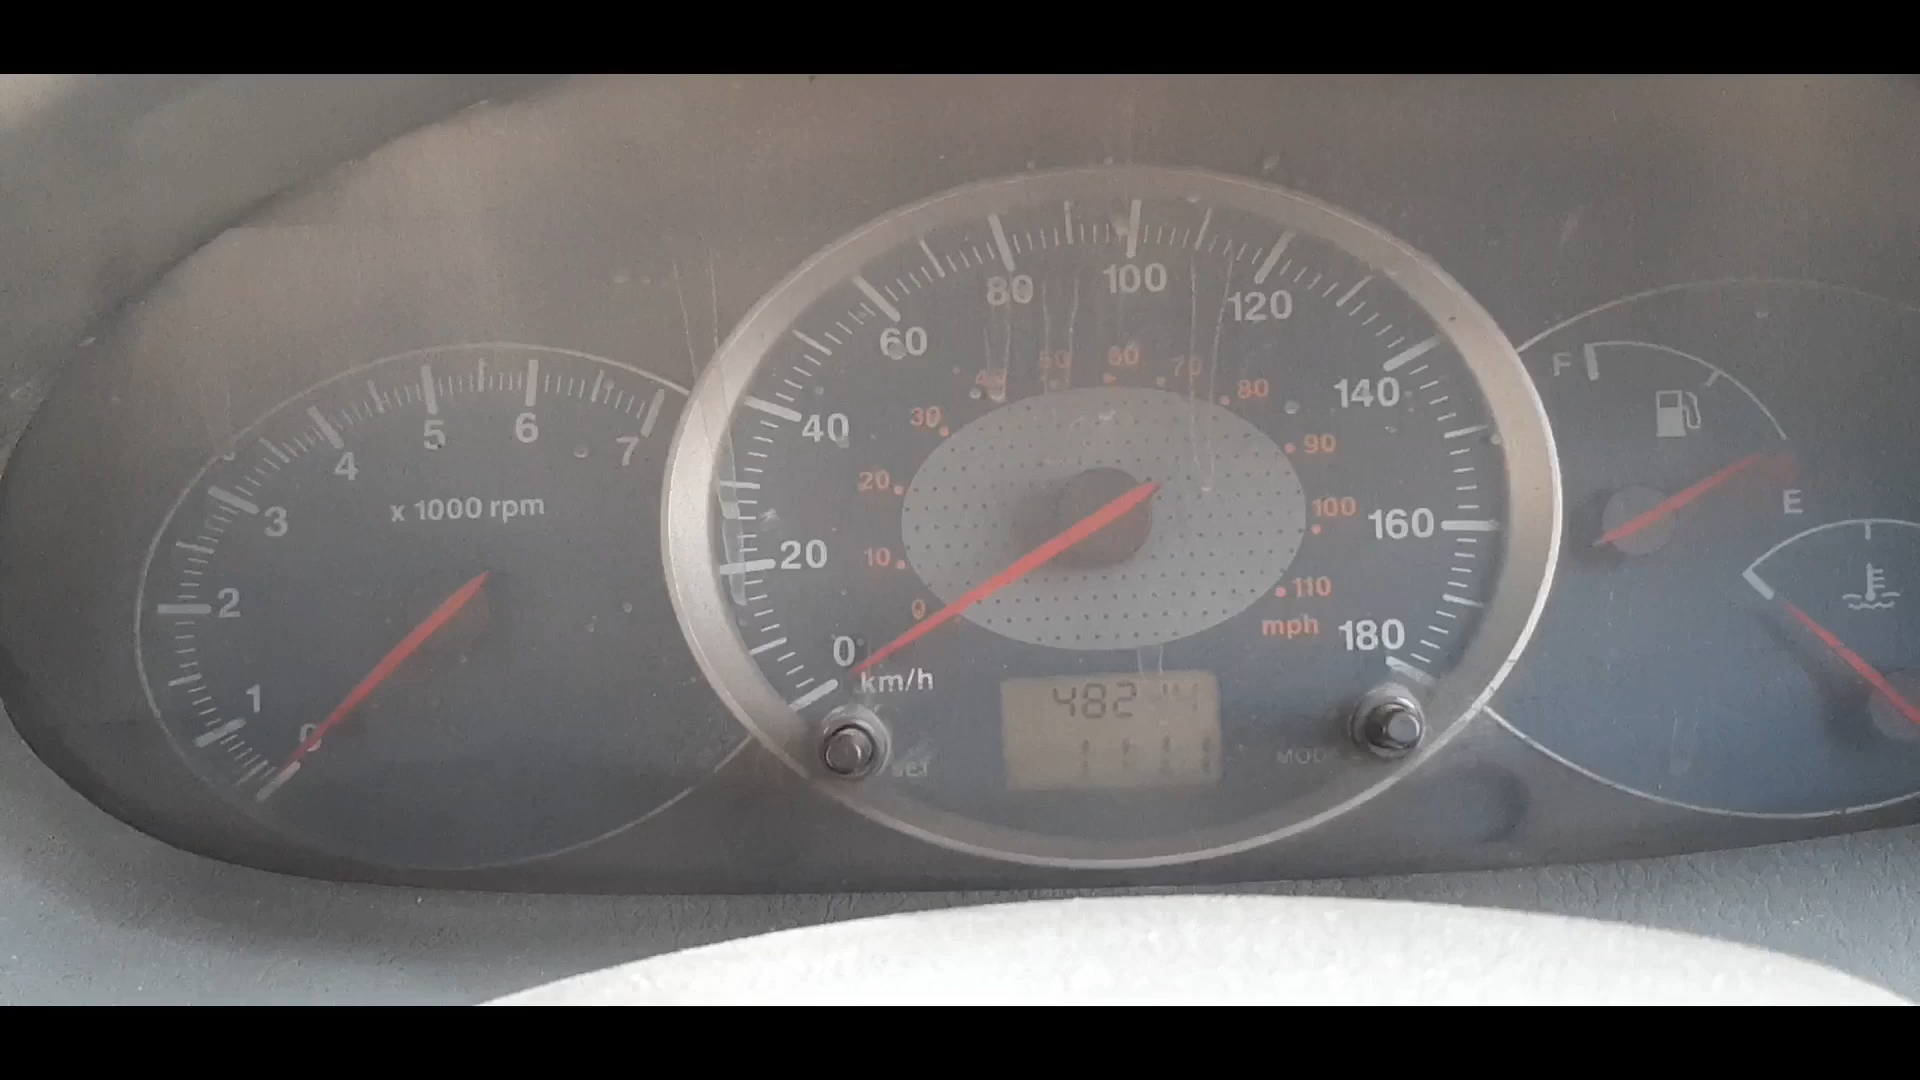 0 1 2 3 4 5 6 7
x 1000 rpm
0 20 40 60 80 100 120 140 160 180
km/h
0 10 20 30 40 50 60 70 80 90 100 110
mph
F
E